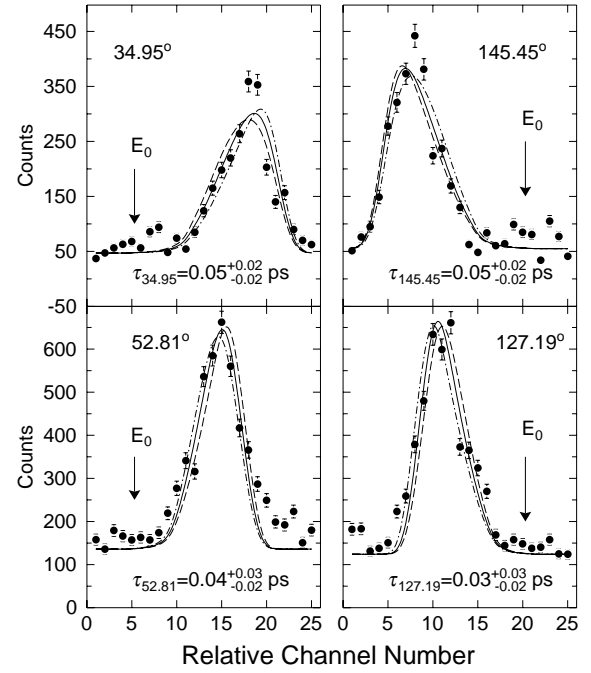 450
350
250
150
50
-50
Counts
34.95°
E₀
τ₃₄.₉₅=0.05+0.02-0.02 ps
145.45°
E₀
τ₁₄₅.₄₅=0.05+0.02-0.02 ps
600
500
400
300
200
100
0
Counts
52.81°
E₀
τ₅₂.₈₁=0.04+0.03-0.02 ps
127.19°
E₀
τ₁₂₇.₁₉=0.03+0.03-0.02 ps
0 5 10 15 20 25
0 5 10 15 20 25
Relative Channel Number